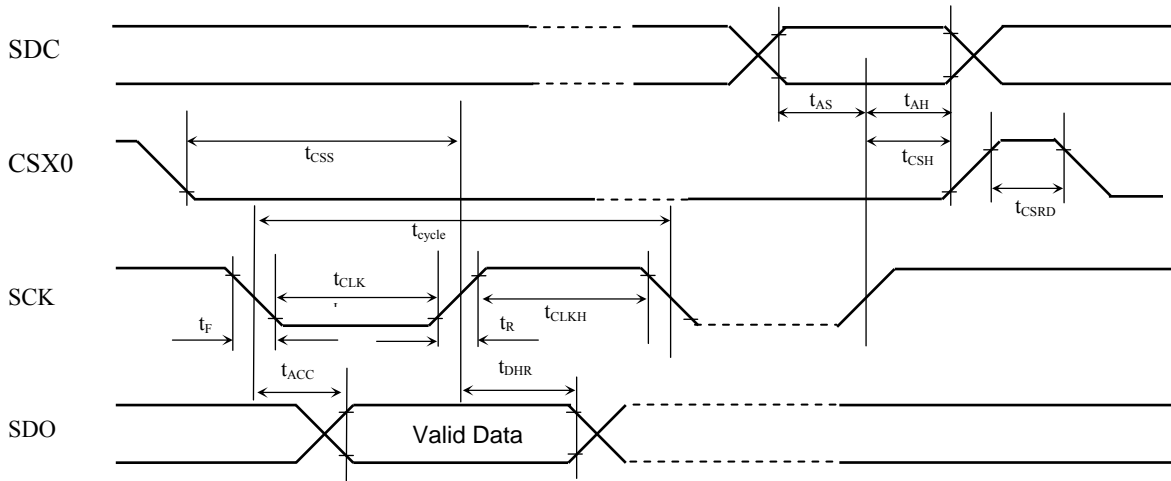 SDC
tAS
tAH
tCSS
tCSH
CSX0
tCSRD
tcycle
tCLK
SCK
tF
tR
tCLKH
tACC
tDHR
SDO
Valid Data